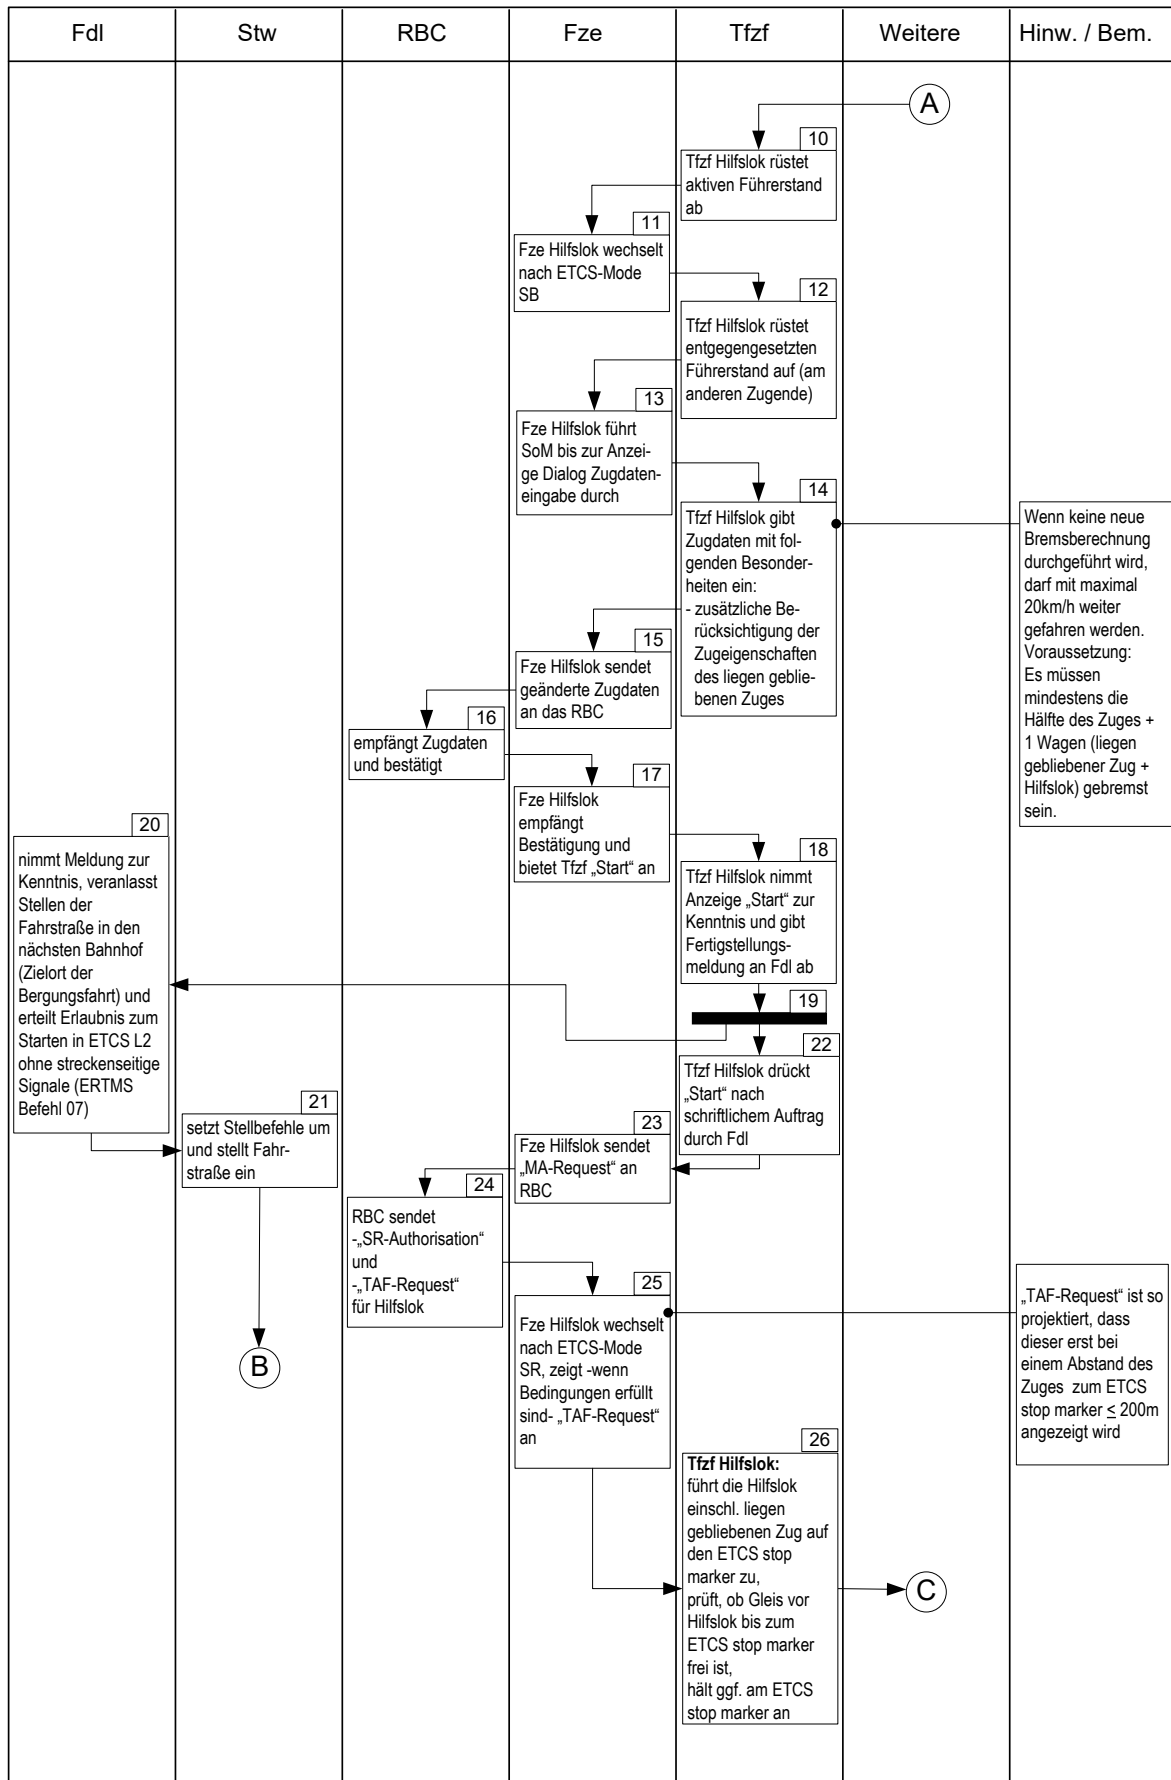 Fdl
Stw
RBC
Fze
Tfzf
Weitere
Hinw. / Bem.
A
10
Tfzf Hilfslok rüstet
aktiven Führerstand
ab
11
Fze Hilfslok wechselt
nach ETCS-Mode
SB
12
Tfzf Hilfslok rüstet
entgegengesetzten
Führerstand auf (am
anderen Zugende)
13
Fze Hilfslok führt
SoM bis zur Anzei-
ge Dialog Zugdaten-
eingabe durch
14
Tfzf Hilfslok gibt
Zugdaten mit fol-
genden Besonder-
heiten ein:
- zusätzliche Be-
rücksichtigung der
Zugeigenschaften
des liegen geblie-
benen Zuges
Wenn keine neue
Bremsberechnung
durchgeführt wird,
darf mit maximal
20km/h weiter
gefahren werden.
Voraussetzung:
Es müssen
mindestens die
Hälfte des Zuges +
1 Wagen (liegen
gebliebener Zug +
Hilfslok) gebremst
sein.
15
Fze Hilfslok sendet
geänderte Zugdaten
an das RBC
16
empfängt Zugdaten
und bestätigt
17
Fze Hilfslok
empfängt
Bestätigung und
bietet Tfzf „Start“ an
18
Tfzf Hilfslok nimmt
Anzeige „Start“ zur
Kenntnis und gibt
Fertigstellungs-
meldung an Fdl ab
19
20
nimmt Meldung zur
Kenntnis, veranlasst
Stellen der
Fahrstraße in den
nächsten Bahnhof
(Zielort der
Bergungsfahrt) und
erteilt Erlaubnis zum
Starten in ETCS L2
ohne streckenseitige
Signale (ERTMS
Befehl 07)
21
setzt Stellbefehle um
und stellt Fahr-
straße ein
22
Tfzf Hilfslok drückt
„Start“ nach
schriftlichem Auftrag
durch Fdl
23
Fze Hilfslok sendet
„MA-Request“ an
RBC
24
RBC sendet
-„SR-Authorisation“
und
-„TAF-Request“
für Hilfslok
25
Fze Hilfslok wechselt
nach ETCS-Mode
SR, zeigt -wenn
Bedingungen erfüllt
sind- „TAF-Request“
an
„TAF-Request“ ist so
projektiert, dass
dieser erst bei
einem Abstand des
Zuges zum ETCS
stop marker ≤ 200m
angezeigt wird
B
26
Tfzf Hilfslok:
führt die Hilfslok
einschl. liegen
gebliebenen Zug auf
den ETCS stop
marker zu,
prüft, ob Gleis vor
Hilfslok bis zum
ETCS stop marker
frei ist,
hält ggf. am ETCS
stop marker an
C